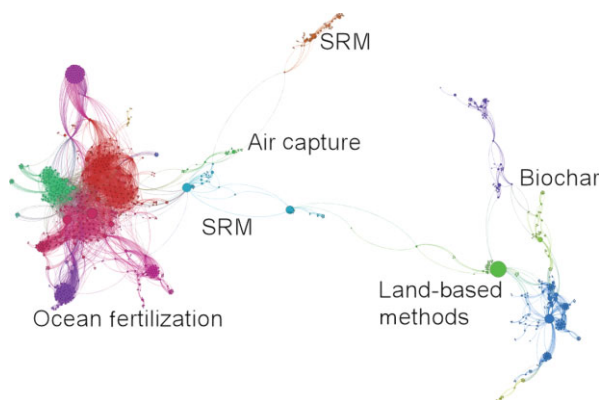 SRM
Air capture
Biochar
SRM
Land-based
methods
Ocean fertilization